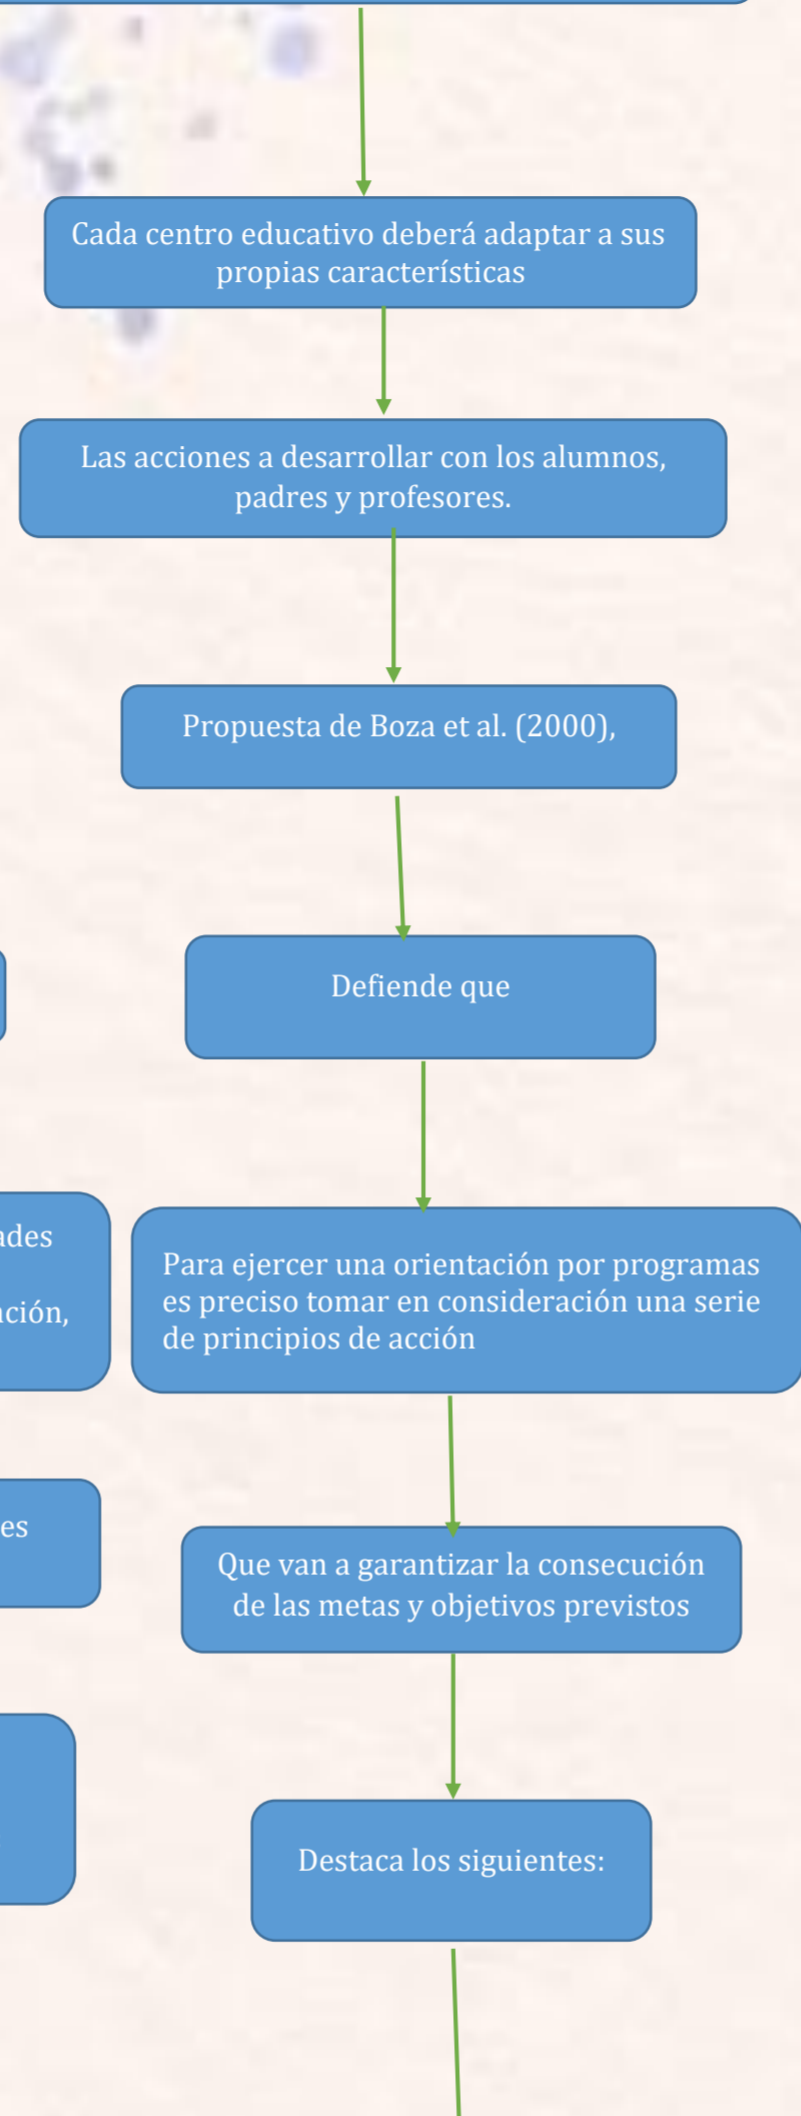 Cada centro educativo deberá adaptar a sus
propias características
Las acciones a desarrollar con los alumnos,
padres y profesores.
Propuesta de Boza et al. (2000),
Defiende que
Para ejercer una orientación por programas
es preciso tomar en consideración una serie
de principios de acción
Que van a garantizar la consecución
de las metas y objetivos previstos
Destaca los siguientes: